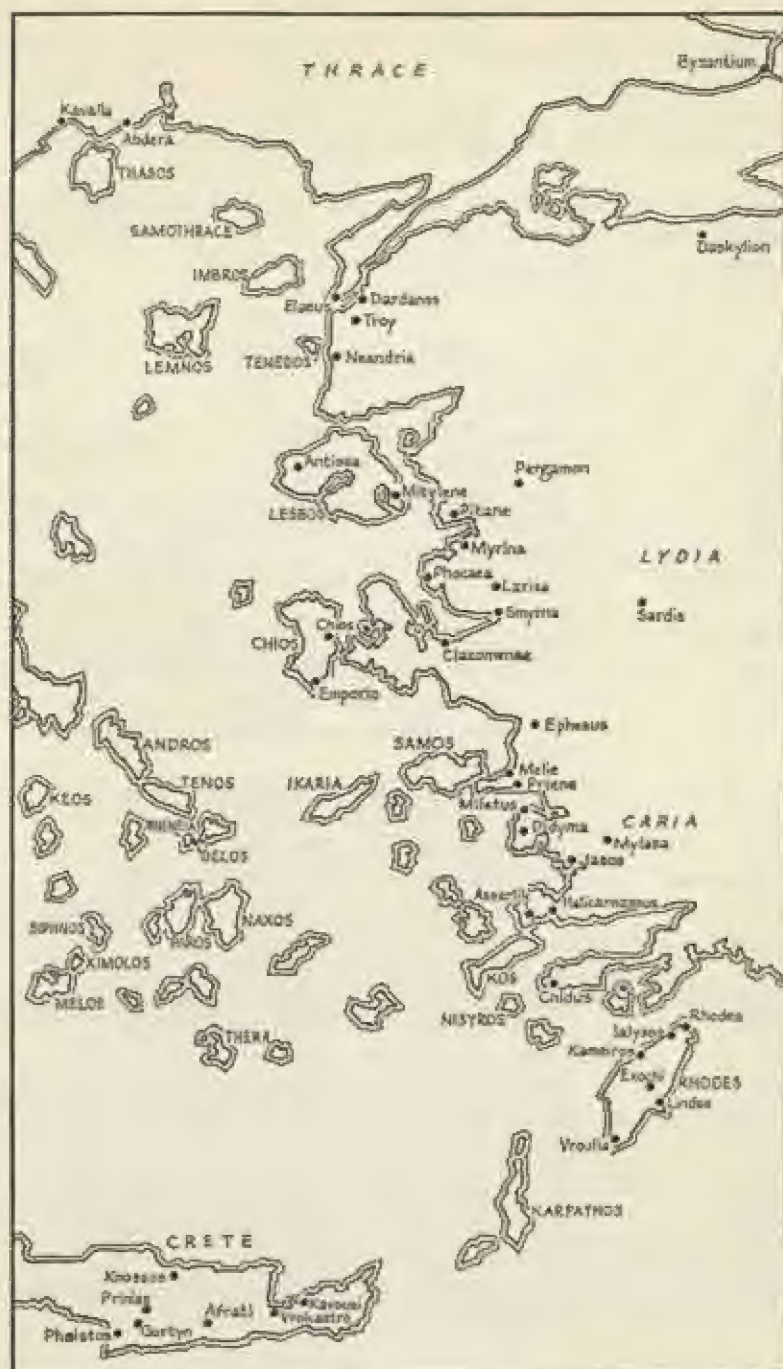 THRACE
Byzantium
Kavalla
Abdera
THASOS
SAMOTHRACE
Daskylion
IMBROS
Elaeus
Dardanos
Troy
LEMNOS
TENEDOS
Neandria
Antissa
Pergamon
Mitylene
LESBOS
Pitane
Myrina
LYDIA
Phocaea
Larisa
Smyrna
Sardis
Chios
CHIOS
Clazomenae
Emporio
Ephesus
ANDROS
SAMOS
Melie
TENOS
IKARIA
Priene
KEOS
Miletus
RHENEIA
Didyma
CARIA
DELOS
Mylasa
Iasos
Assarlik
Halicarnassus
SIPHNOS
NAXOS
PAROS
KIMOLOS
KOS
MELOS
Cnidus
NISYROS
Rhodes
THERA
Ialysos
Kameiros
Exochi
RHODES
Lindos
Vroulia
KARPATHOS
CRETE
Knossos
Prinias
Kavousi
Afrati
Vrokastro
Gortyn
Phaistos